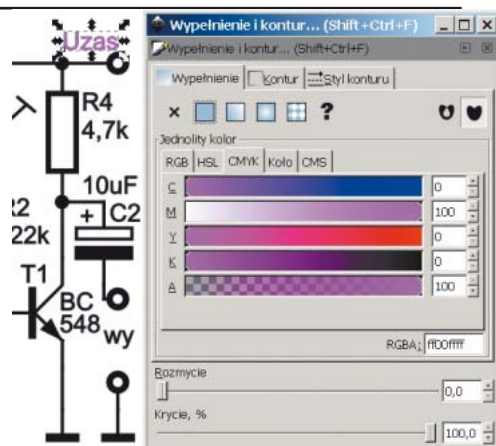 Uzas
R4
4,7k
10uF
+ C2
R2
22k
T1
BC
548
wy
Wypełnienie i kontur... (Shift+Ctrl+F)
Wypełnienie i kontur... (Shift+Ctrl+F)
Wypełnienie Kontur Styl konturu
?
Jednolity kolor
RGB HSL CMYK Koło CMS
C 0
M 100
Y 0
K 0
A 100
RGBA: ff00ffff
Rozmycie
0,0
Krycie, %
100,0